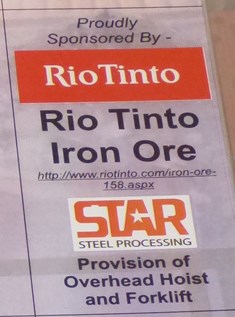 Proudly
Sponsored By -
RioTinto
Rio Tinto
Iron Ore
http://www.riotinto.com/iron-ore-
158.aspx
STAR
STEEL PROCESSING
Provision of
Overhead Hoist
and Forklift